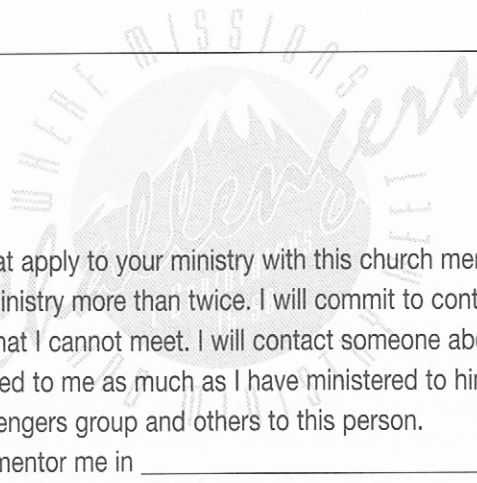 WHERE MISSIONS
Challengers
at apply to your ministry with this church mem
inistry more than twice. I will commit to cont
hat I cannot meet. I will contact someone abo
ed to me as much as I have ministered to him
engers group and others to this person.
mentor me in